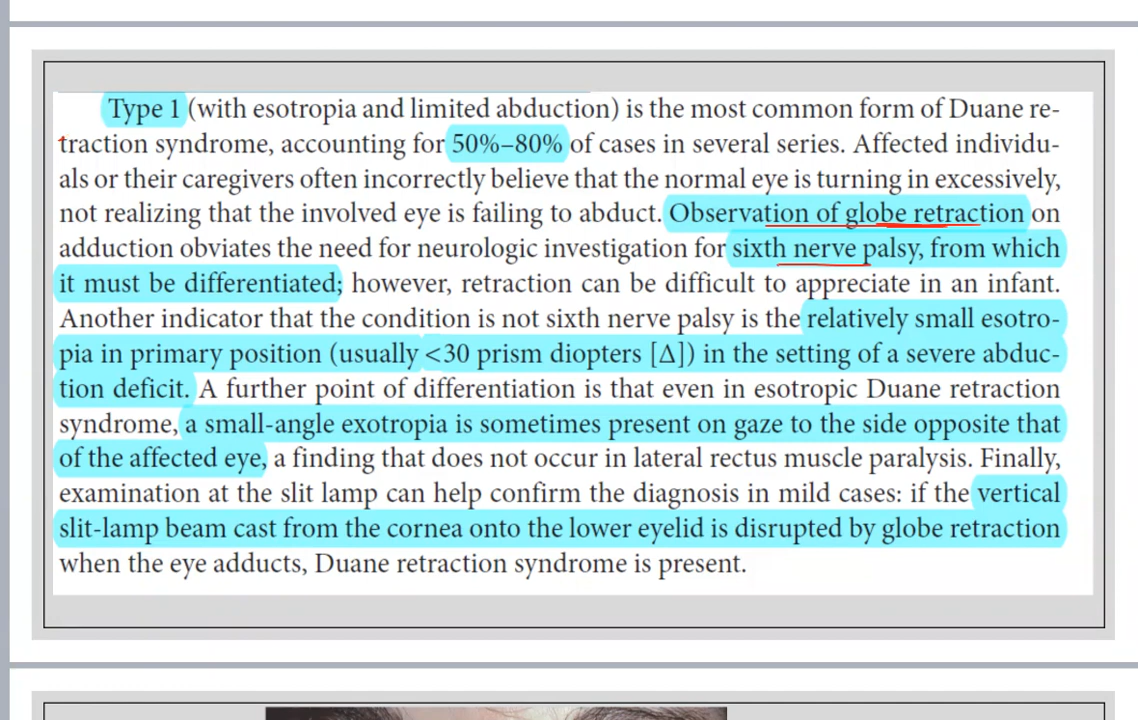 Type 1 (with esotropia and limited abduction) is the most common form of Duane re-
traction syndrome, accounting for 50%–80% of cases in several series. Affected individu-
als or their caregivers often incorrectly believe that the normal eye is turning in excessively,
not realizing that the involved eye is failing to abduct. Observation of globe retraction on
adduction obviates the need for neurologic investigation for sixth nerve palsy, from which
it must be differentiated; however, retraction can be difficult to appreciate in an infant.
Another indicator that the condition is not sixth nerve palsy is the relatively small esotro-
pia in primary position (usually <30 prism diopters [Δ]) in the setting of a severe abduc-
tion deficit. A further point of differentiation is that even in esotropic Duane retraction
syndrome, a small-angle exotropia is sometimes present on gaze to the side opposite that
of the affected eye, a finding that does not occur in lateral rectus muscle paralysis. Finally,
examination at the slit lamp can help confirm the diagnosis in mild cases: if the vertical
slit-lamp beam cast from the cornea onto the lower eyelid is disrupted by globe retraction
when the eye adducts, Duane retraction syndrome is present.